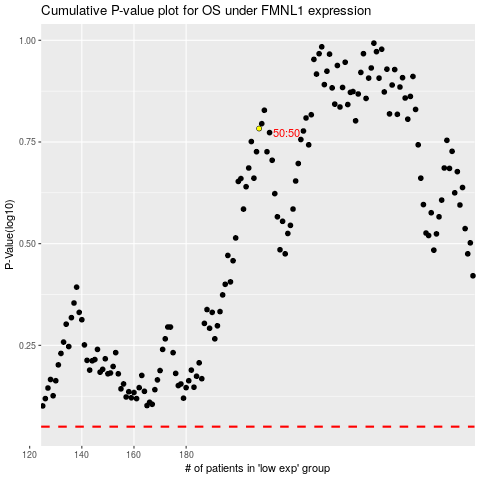 Cumulative P-value plot for OS under FMNL1 expression
P-Value(log10)
1.00
0.75
0.50
0.25
50:50
120 140 160 180
# of patients in 'low exp' group